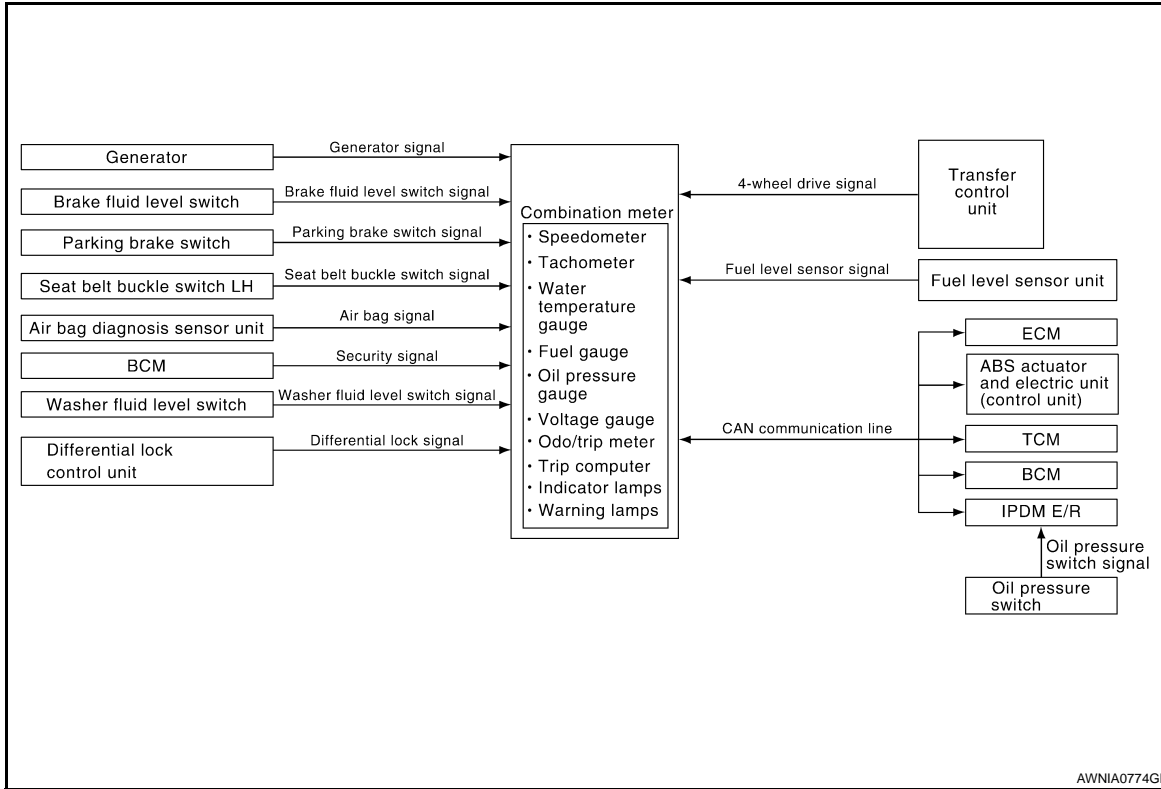 Generator
Generator signal
Brake fluid level switch
Brake fluid level switch signal
Parking brake switch
Parking brake switch signal
Seat belt buckle switch LH
Seat belt buckle switch signal
Air bag diagnosis sensor unit
Air bag signal
BCM
Security signal
Washer fluid level switch
Washer fluid level switch signal
Differential lock
control unit
Differential lock signal
Combination meter
· Speedometer
· Tachometer
· Water
temperature
gauge
· Fuel gauge
· Oil pressure
gauge
· Voltage gauge
· Odo/trip meter
· Trip computer
· Indicator lamps
· Warning lamps
4-wheel drive signal
Transfer
control
unit
Fuel level sensor signal
Fuel level sensor unit
CAN communication line
ECM
ABS actuator
and electric unit
(control unit)
TCM
BCM
IPDM E/R
Oil pressure
switch signal
Oil pressure
switch